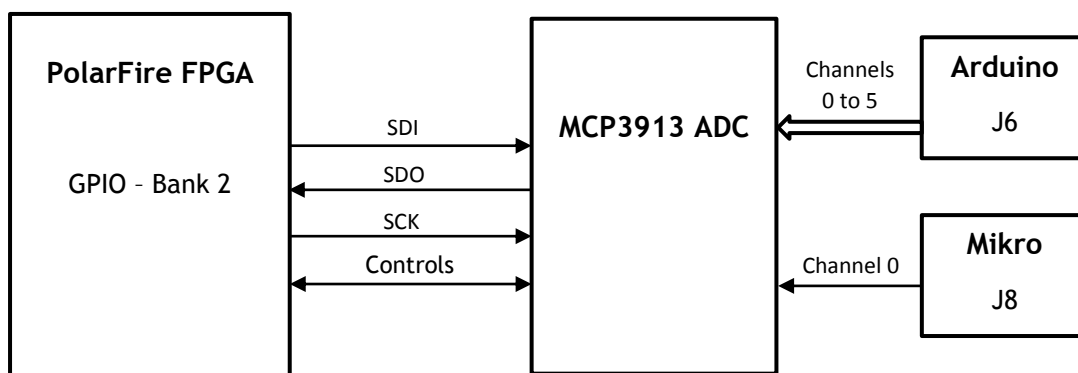 PolarFire FPGA
GPIO – Bank 2
SDI
SDO
SCK
Controls
MCP3913 ADC
Channels
0 to 5
Arduino
J6
Channel 0
Mikro
J8